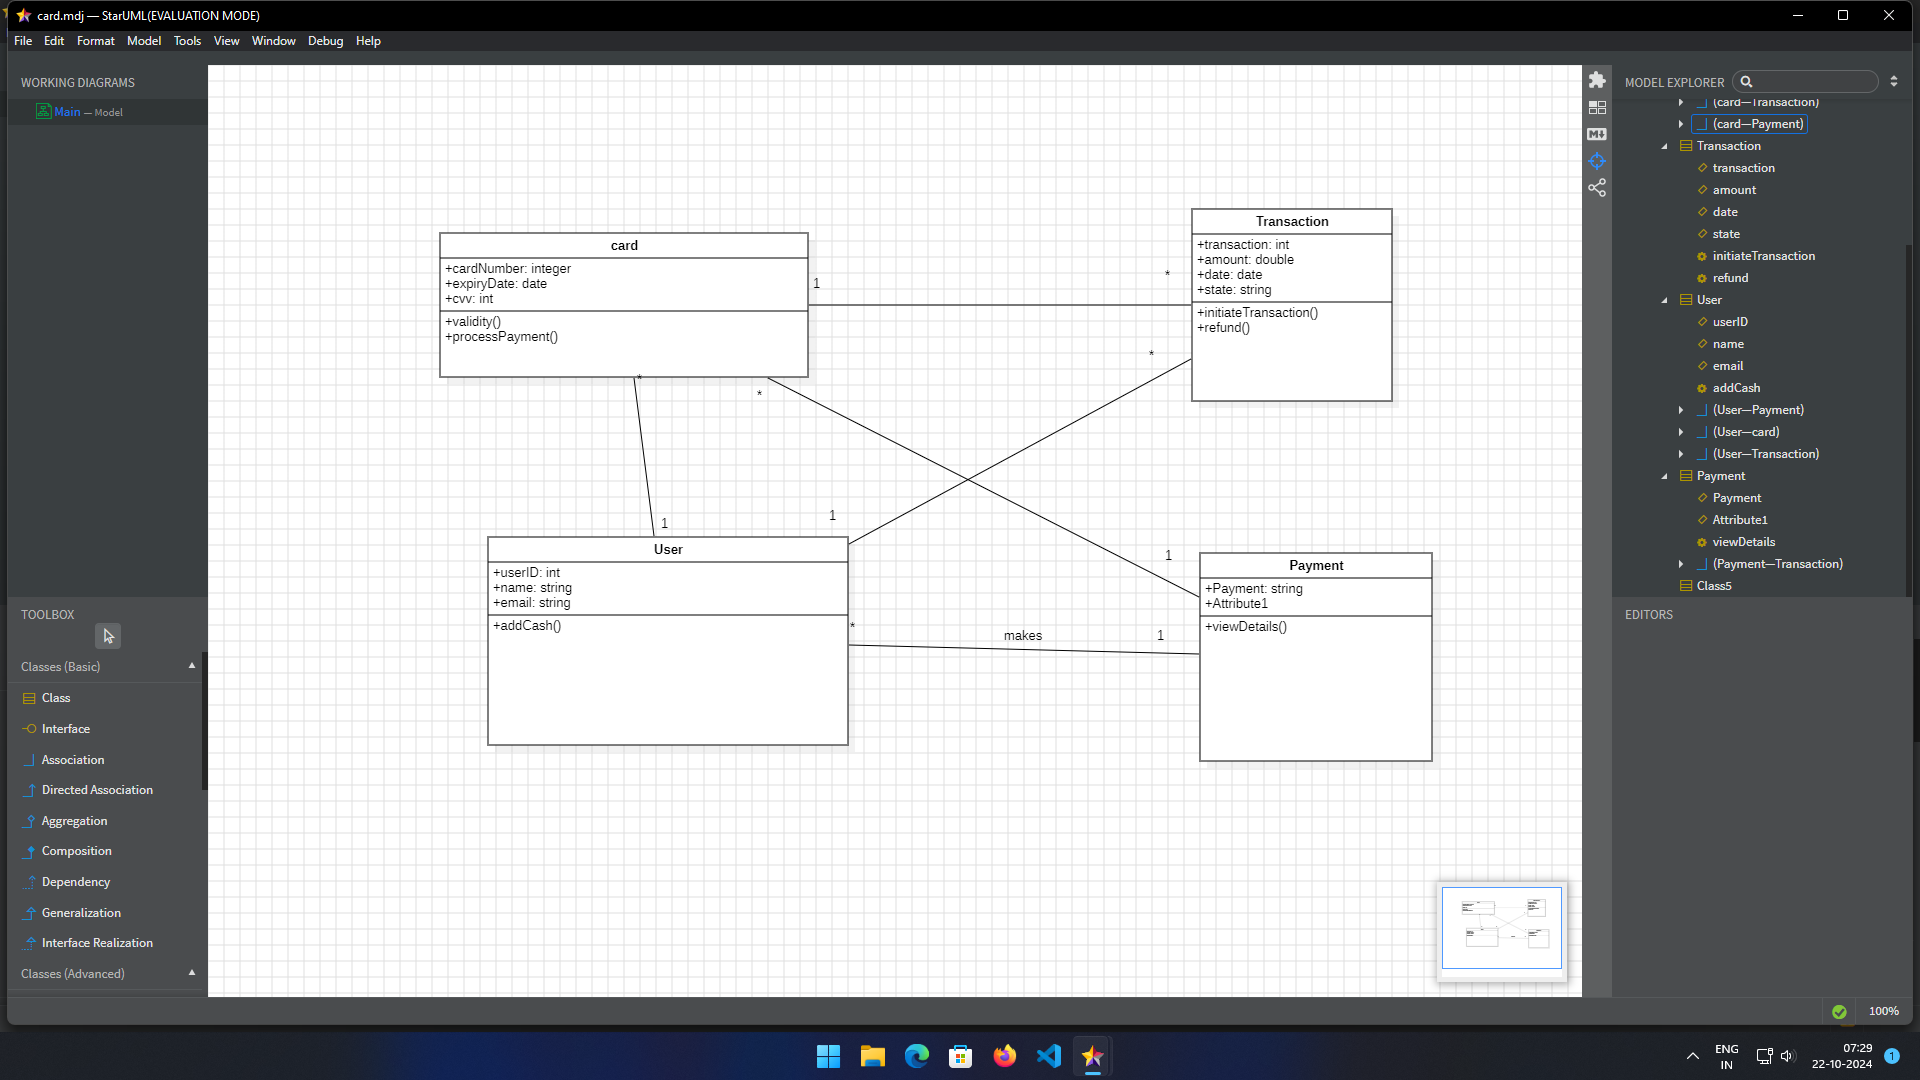 card.mdj — StarUML(EVALUATION MODE)
File Edit Format Model Tools View Window Debug Help
WORKING DIAGRAMS
Main — Model
TOOLBOX
Classes (Basic)
Class
Interface
Association
Directed Association
Aggregation
Composition
Dependency
Generalization
Interface Realization
Classes (Advanced)
card
+cardNumber: integer
+expiryDate: date
+cvv: int
+validity()
+processPayment()
1
*
Transaction
+transaction: int
+amount: double
+date: date
+state: string
+initiateTransaction()
+refund()
*
*
*
1
1
1
User
+userID: int
+name: string
+email: string
+addCash()
*
makes
1
Payment
+Payment: string
+Attribute1
+viewDetails()
M
MODEL EXPLORER
(card—Transaction)
(card—Payment)
Transaction
transaction
amount
date
state
initiateTransaction
refund
User
userID
name
email
addCash
(User—Payment)
(User—card)
(User—Transaction)
Payment
Payment
Attribute1
viewDetails
(Payment—Transaction)
Class5
EDITORS
100%
ENG
IN
07:29
22-10-2024
1